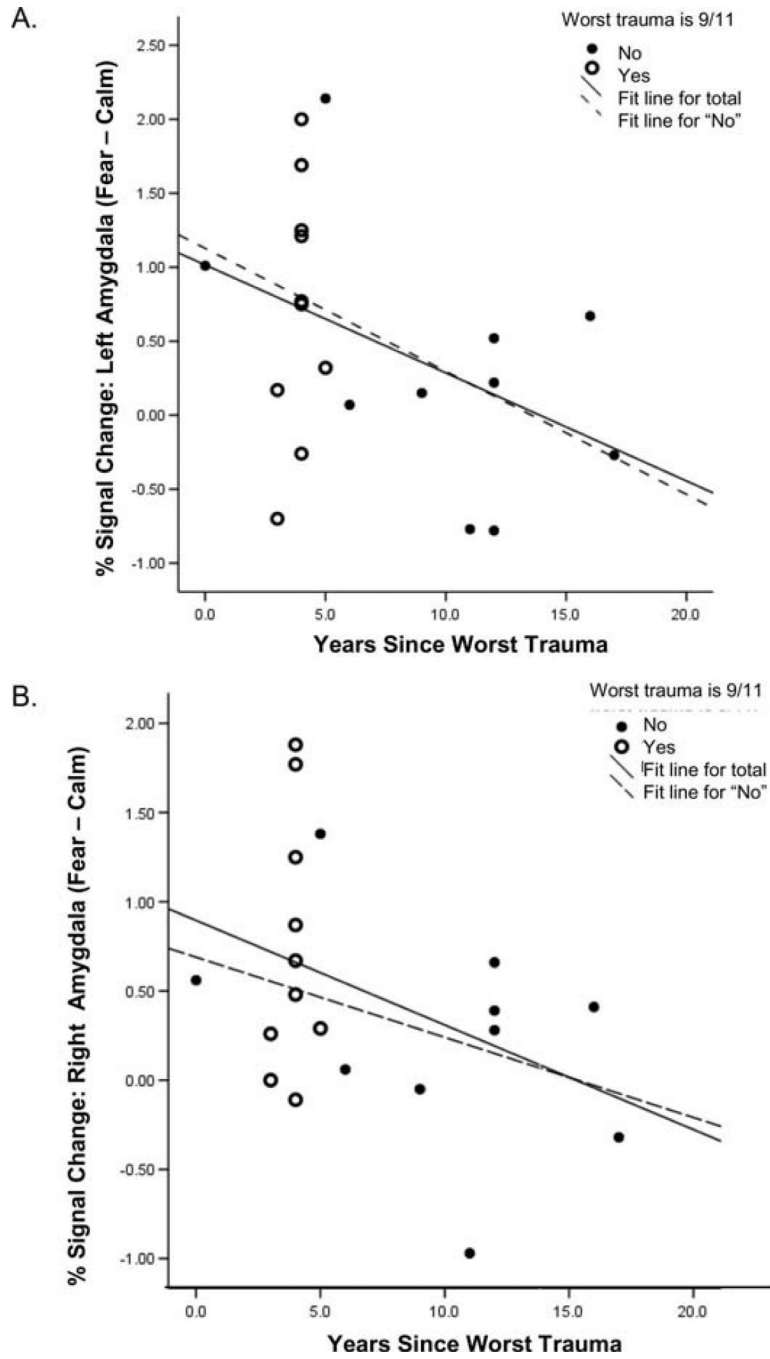 A.
Worst trauma is 9/11
No
Yes
Fit line for total
Fit line for "No"
2.50
2.00
1.50
1.00
0.50
0.00
-0.50
-1.00
% Signal Change: Left Amygdala (Fear – Calm)
0.0 5.0 10.0 15.0 20.0
Years Since Worst Trauma
B.
Worst trauma is 9/11
No
Yes
Fit line for total
Fit line for "No"
2.00
1.50
1.00
0.50
0.00
-0.50
-1.00
% Signal Change: Right Amygdala (Fear – Calm)
0.0 5.0 10.0 15.0 20.0
Years Since Worst Trauma